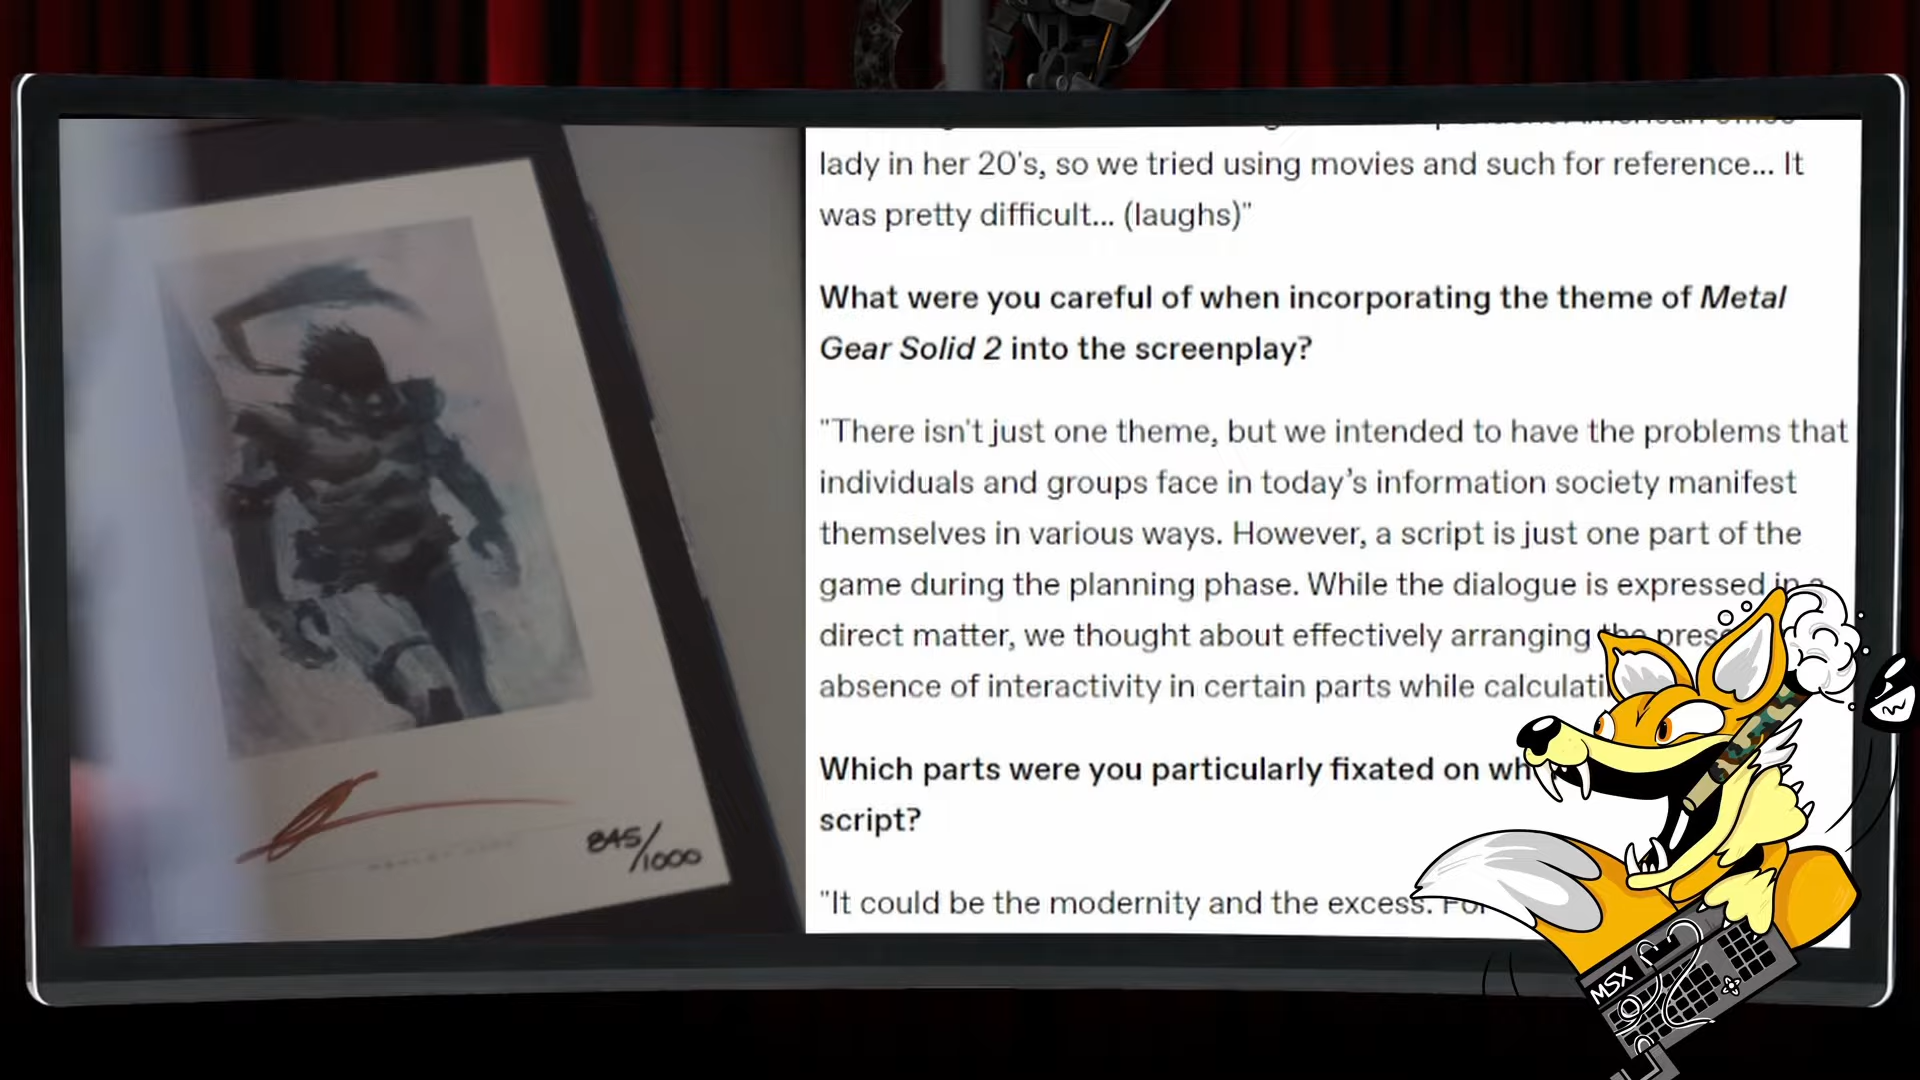 lady in her 20's, so we tried using movies and such for reference... It
was pretty difficult... (laughs)"
What were you careful of when incorporating the theme of Metal
Gear Solid 2 into the screenplay?
"There isn't just one theme, but we intended to have the problems that
individuals and groups face in today’s information society manifest
themselves in various ways. However, a script is just one part of the
game during the planning phase. While the dialogue is expressed in a
direct matter, we thought about effectively arranging the
absence of interactivity in certain parts while
Which parts were you particularly fixated on
script?
"It could be the modernity and the excess.
845/1000
MSX